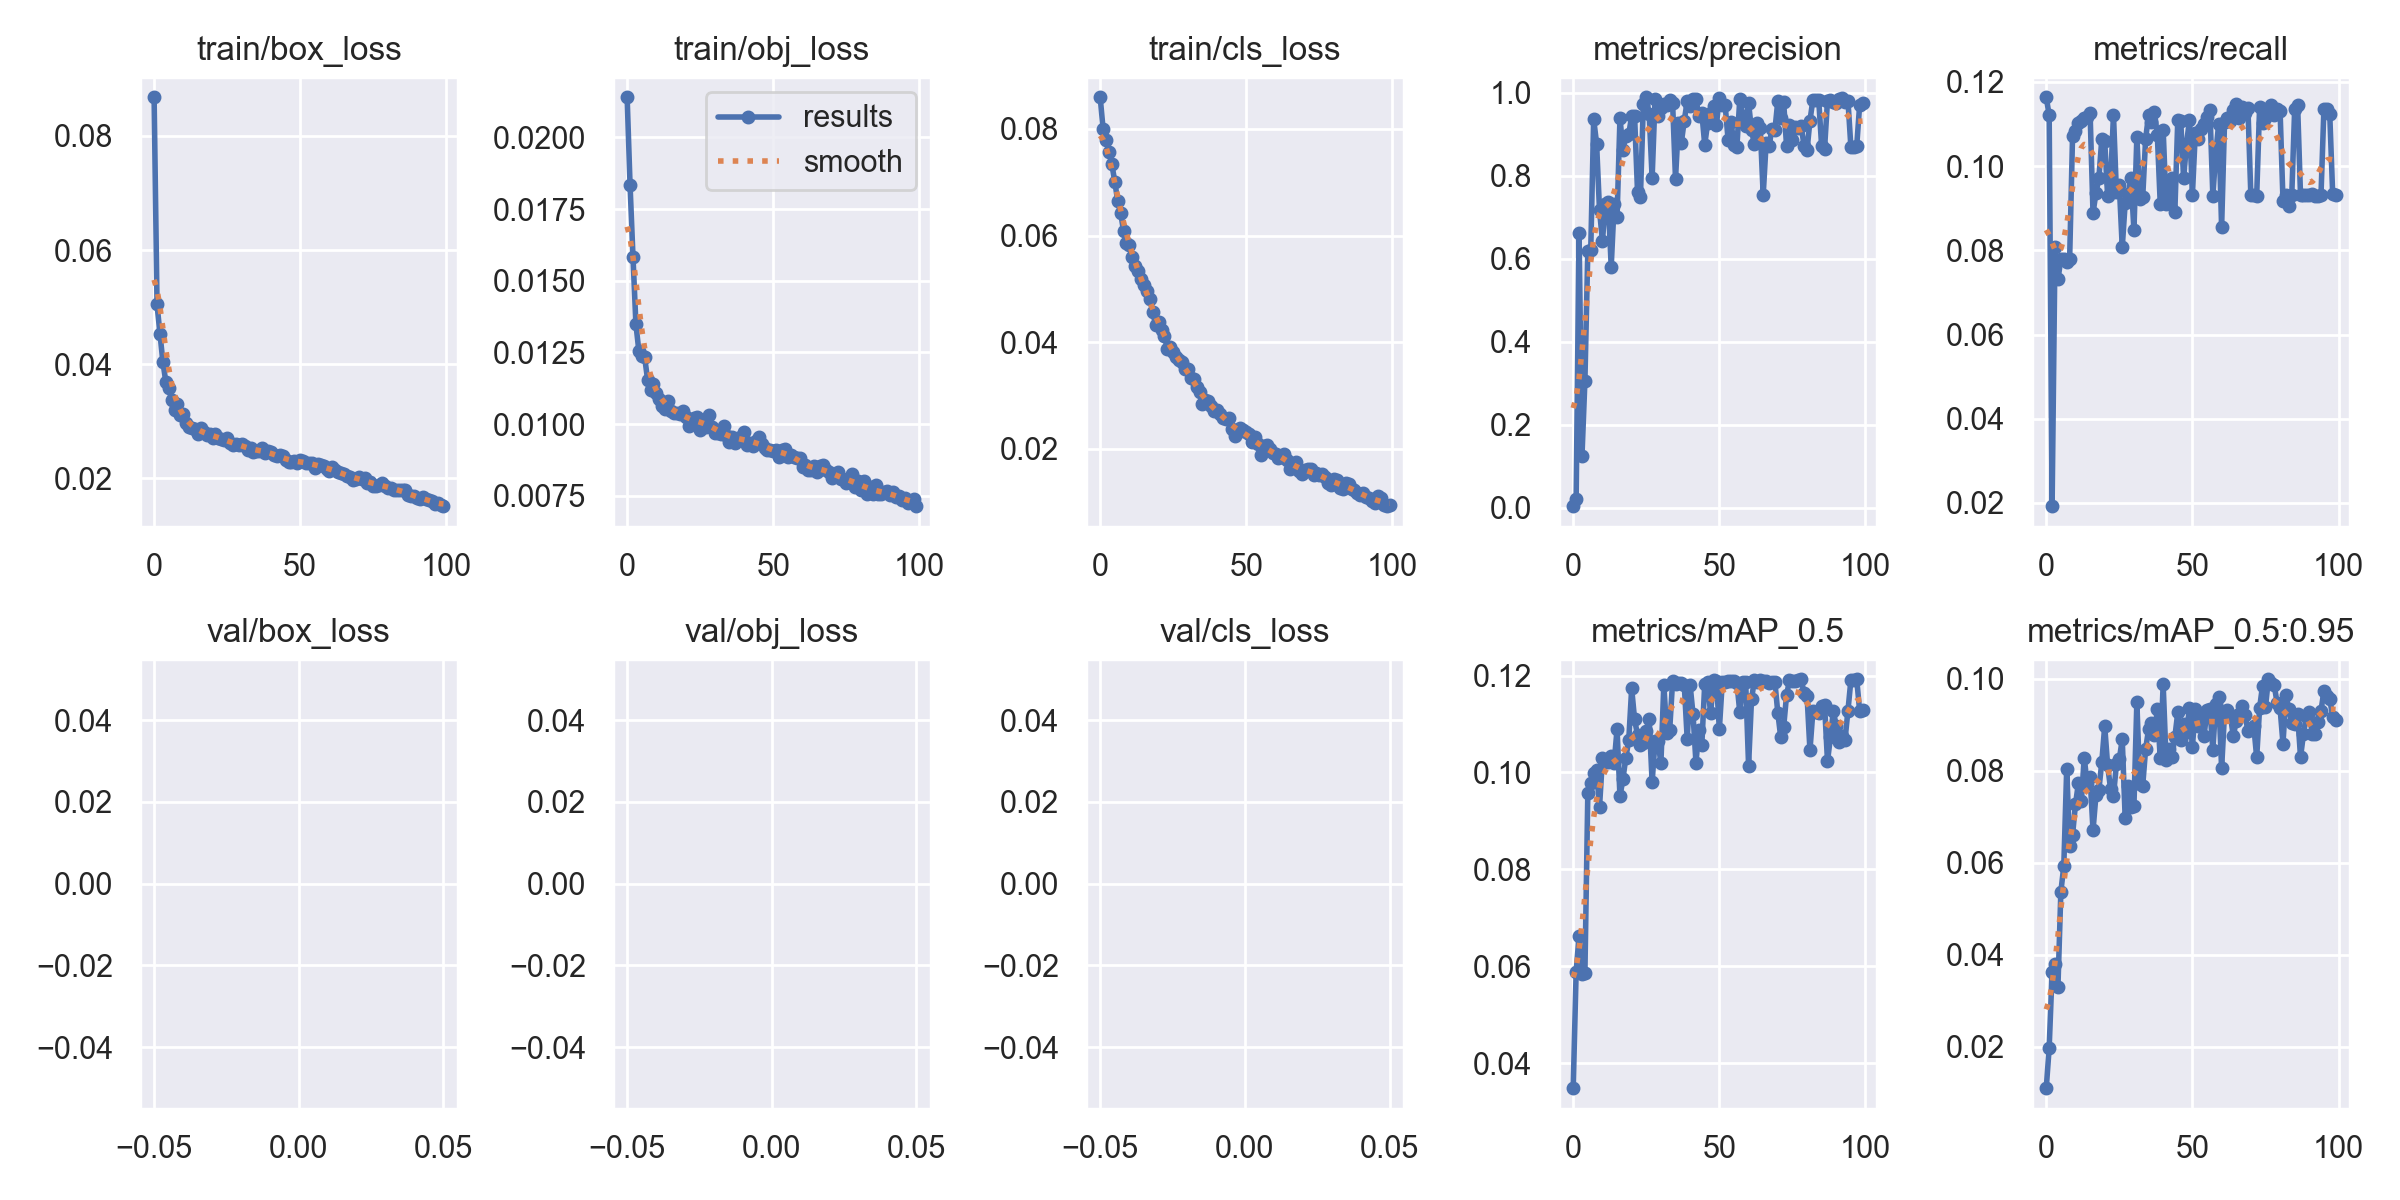 train/box_loss
0.08
0.06
0.04
0.02
0 50 100
train/obj_loss
results
smooth
0.0200
0.0175
0.0150
0.0125
0.0100
0.0075
0 50 100
train/cls_loss
0.08
0.06
0.04
0.02
0 50 100
metrics/precision
1.0
0.8
0.6
0.4
0.2
0.0
0 50 100
metrics/recall
0.12
0.10
0.08
0.06
0.04
0.02
0 50 100
val/box_loss
0.04
0.02
0.00
−0.02
−0.04
−0.05 0.00 0.05
val/obj_loss
0.04
0.02
0.00
−0.02
−0.04
−0.05 0.00 0.05
val/cls_loss
0.04
0.02
0.00
−0.02
−0.04
−0.05 0.00 0.05
metrics/mAP_0.5
0.12
0.10
0.08
0.06
0.04
0 50 100
metrics/mAP_0.5:0.95
0.10
0.08
0.06
0.04
0.02
0 50 100